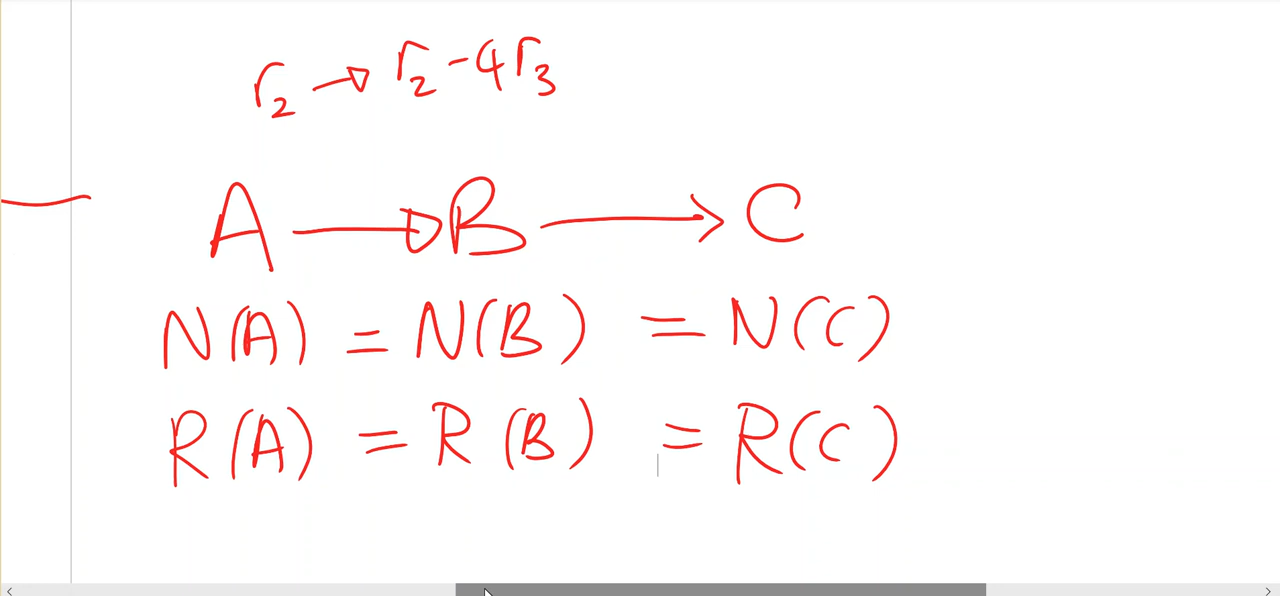 r₂ → r₂ - 4r₃
A → B → C
N(A) = N(B) = N(C)
R(A) = R(B) = R(C)